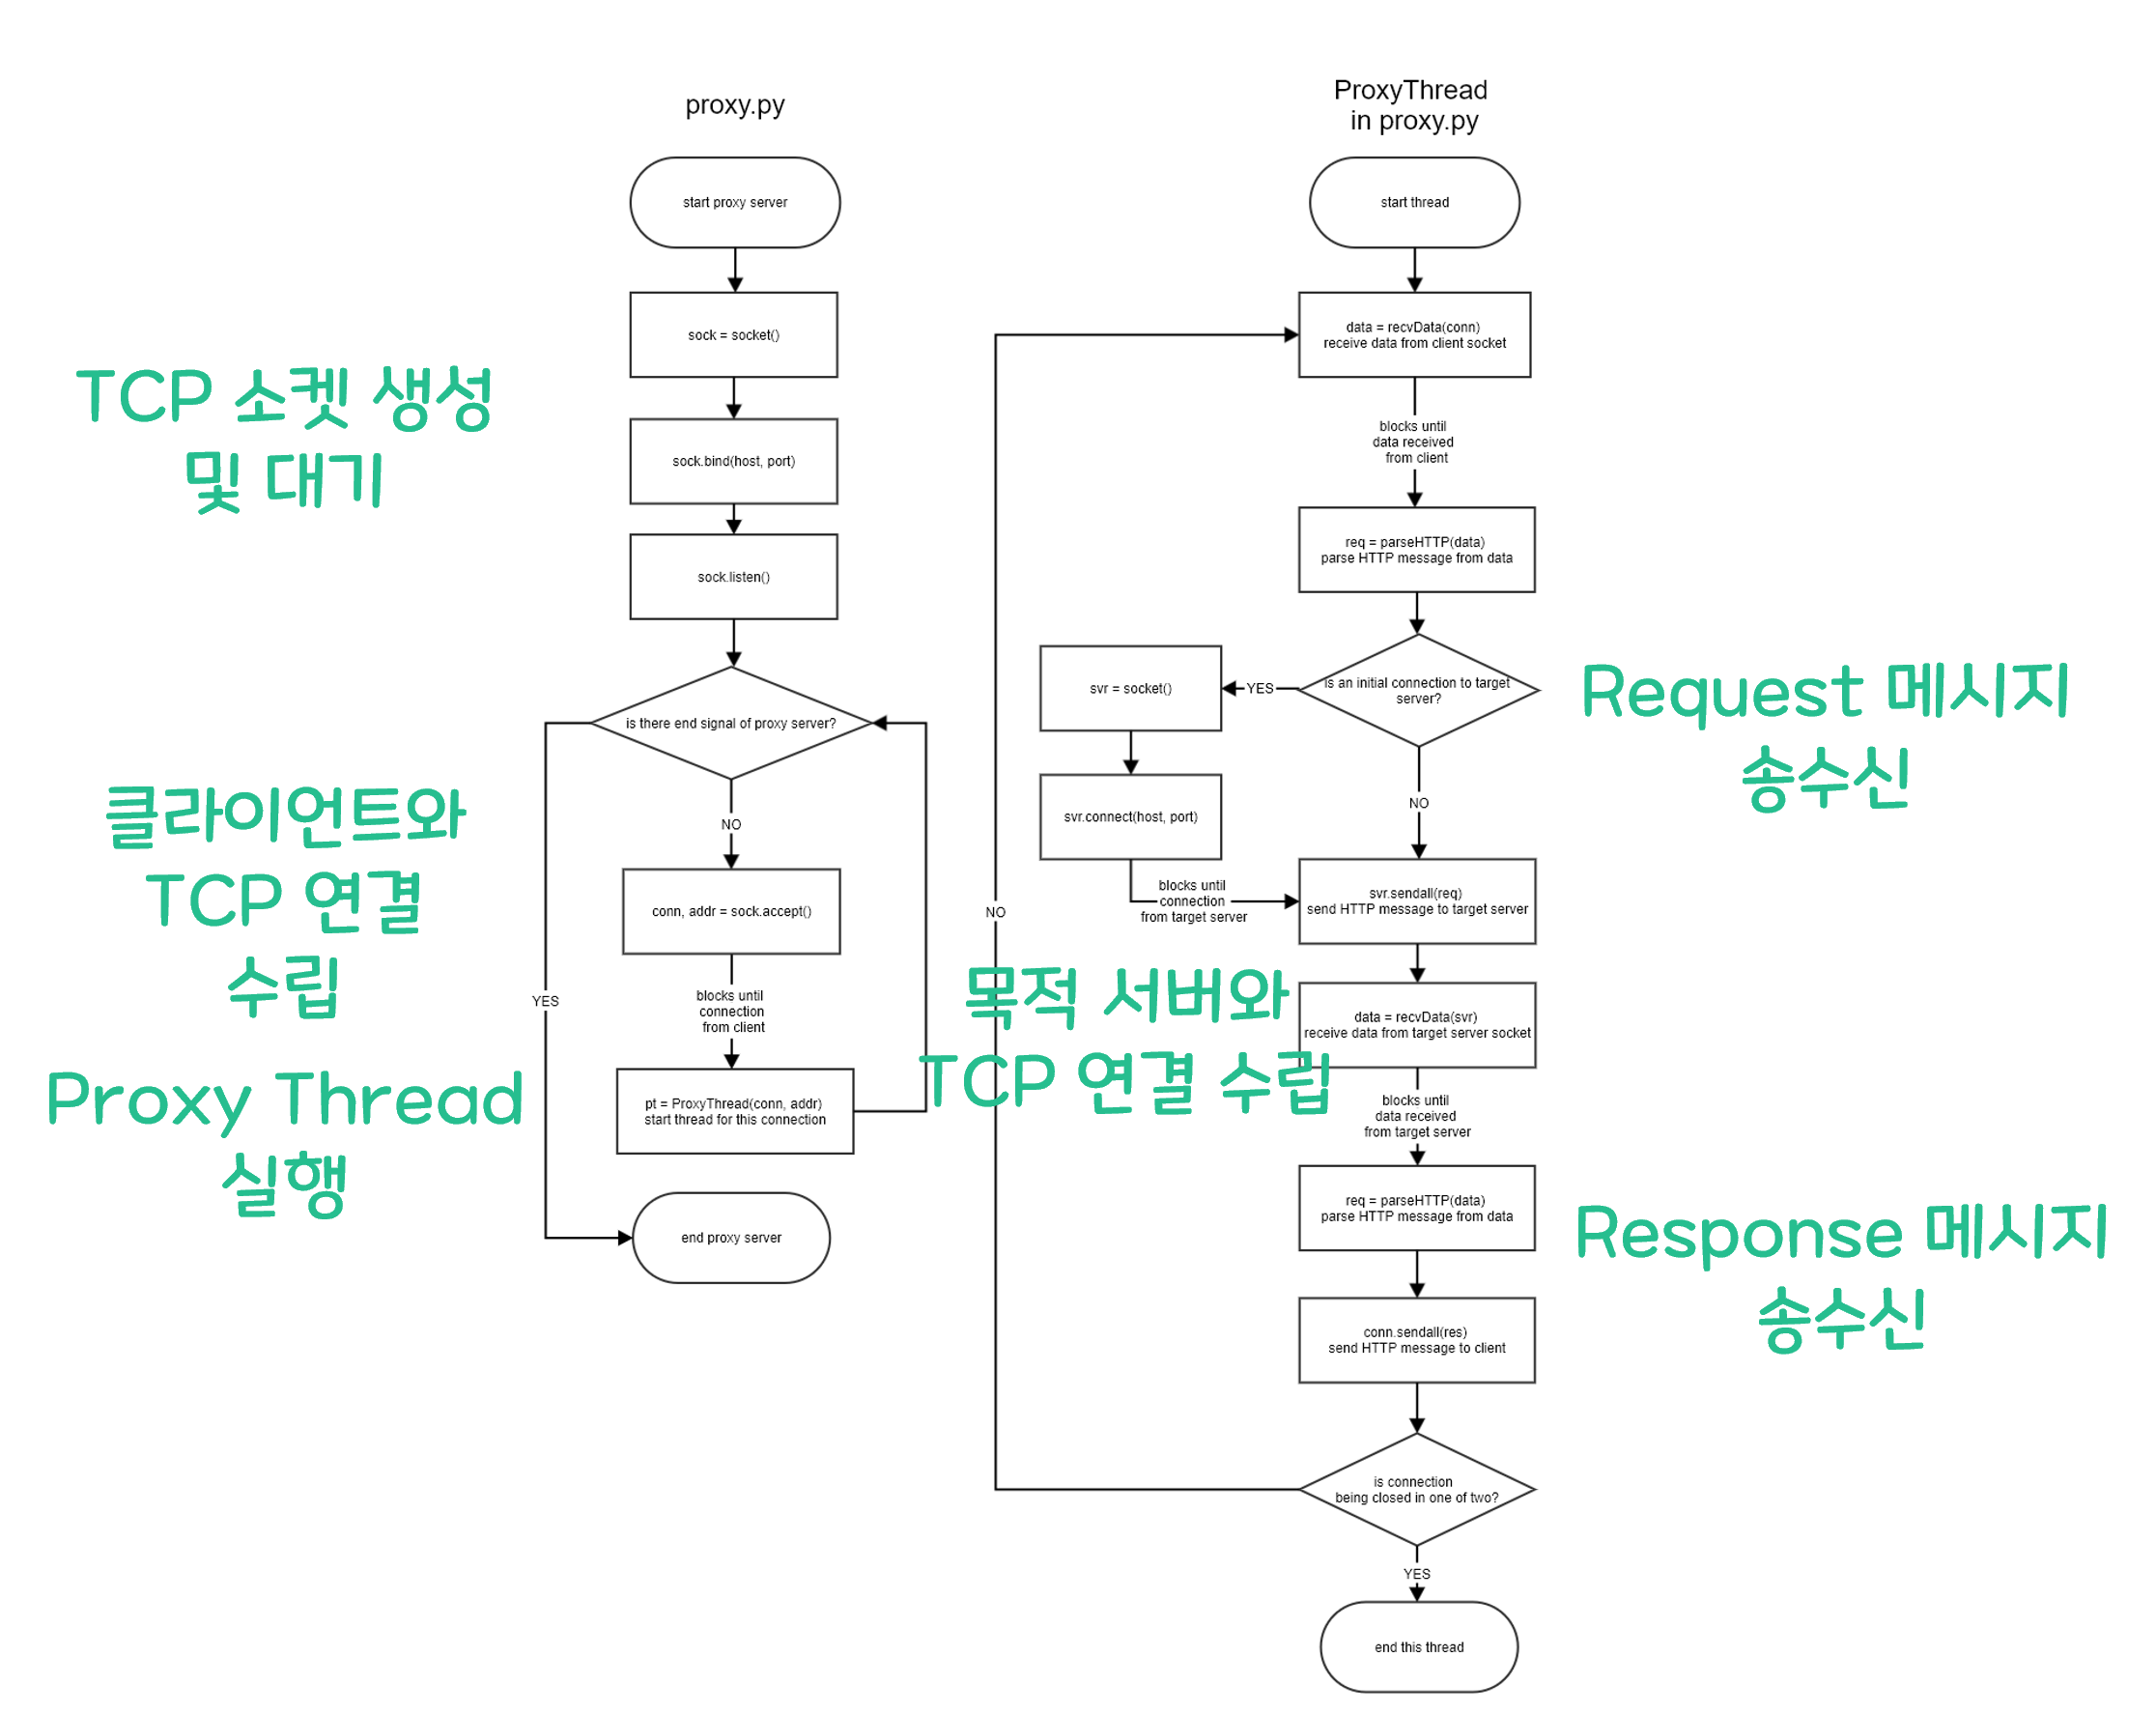 proxy.py
start proxy server
sock = socket()
TCP 소켓 생성
및 대기
sock.bind(host, port)
sock.listen()
is there end signal of proxy server?
NO
클라이언트와
TCP 연결
수립
conn, addr = sock.accept()
YES
blocks until
connection
from client
Proxy Thread
실행
pt = ProxyThread(conn, addr)
start thread for this connection
end proxy server
ProxyThread
in proxy.py
start thread
data = recvData(conn)
receive data from client socket
blocks until
data received
from client
req = parseHTTP(data)
parse HTTP message from data
is an initial connection to target
server?
YES
svr = socket()
svr.connect(host, port)
blocks until
connection
from target server
NO
Request 메시지
송수신
svr.sendall(req)
send HTTP message to target server
NO
목적 서버와
TCP 연결 수립
data = recvData(svr)
receive data from target server socket
blocks until
data received
from target server
req = parseHTTP(data)
parse HTTP message from data
Response 메시지
송수신
conn.sendall(res)
send HTTP message to client
is connection
being closed in one of two?
YES
end this thread